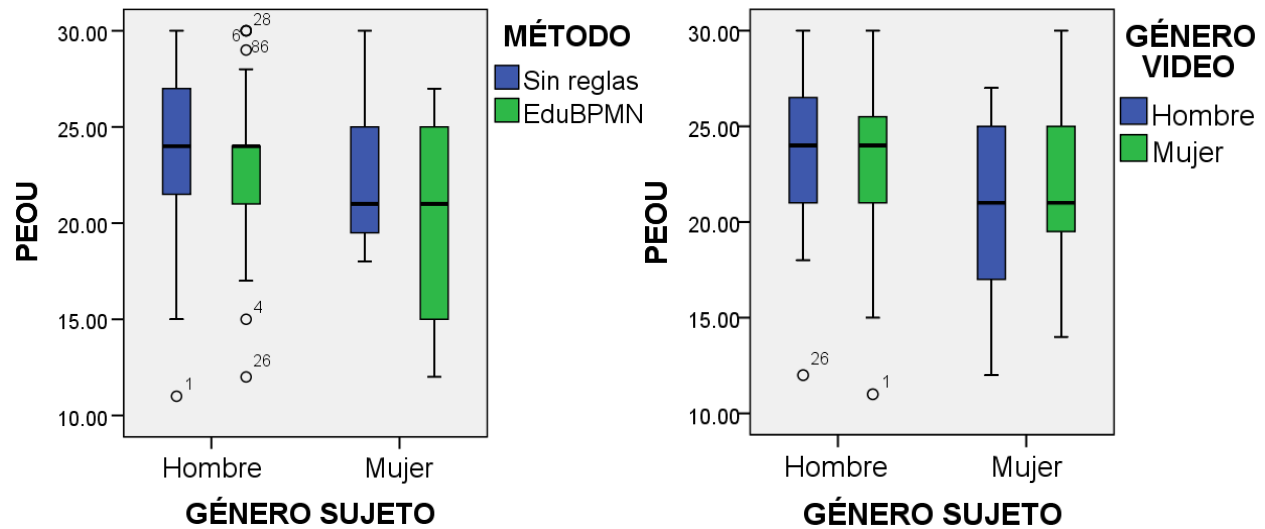 30.00
25.00
20.00
15.00
10.00
PEOU
28
6
86
4
26
1
Hombre
Mujer
GÉNERO SUJETO
MÉTODO
Sin reglas
EduBPMN
30.00
25.00
20.00
15.00
10.00
PEOU
26
1
Hombre
Mujer
GÉNERO SUJETO
GÉNERO
VIDEO
Hombre
Mujer